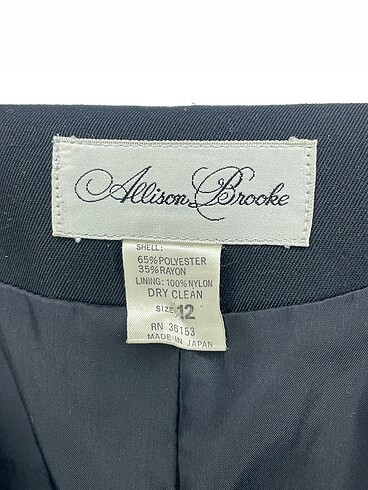 Allison Brooke
SHELL:
65% POLYESTER
35% RAYON
LINING: 100% NYLON
DRY CLEAN
SIZE 12
RN 36153
MADE IN JAPAN